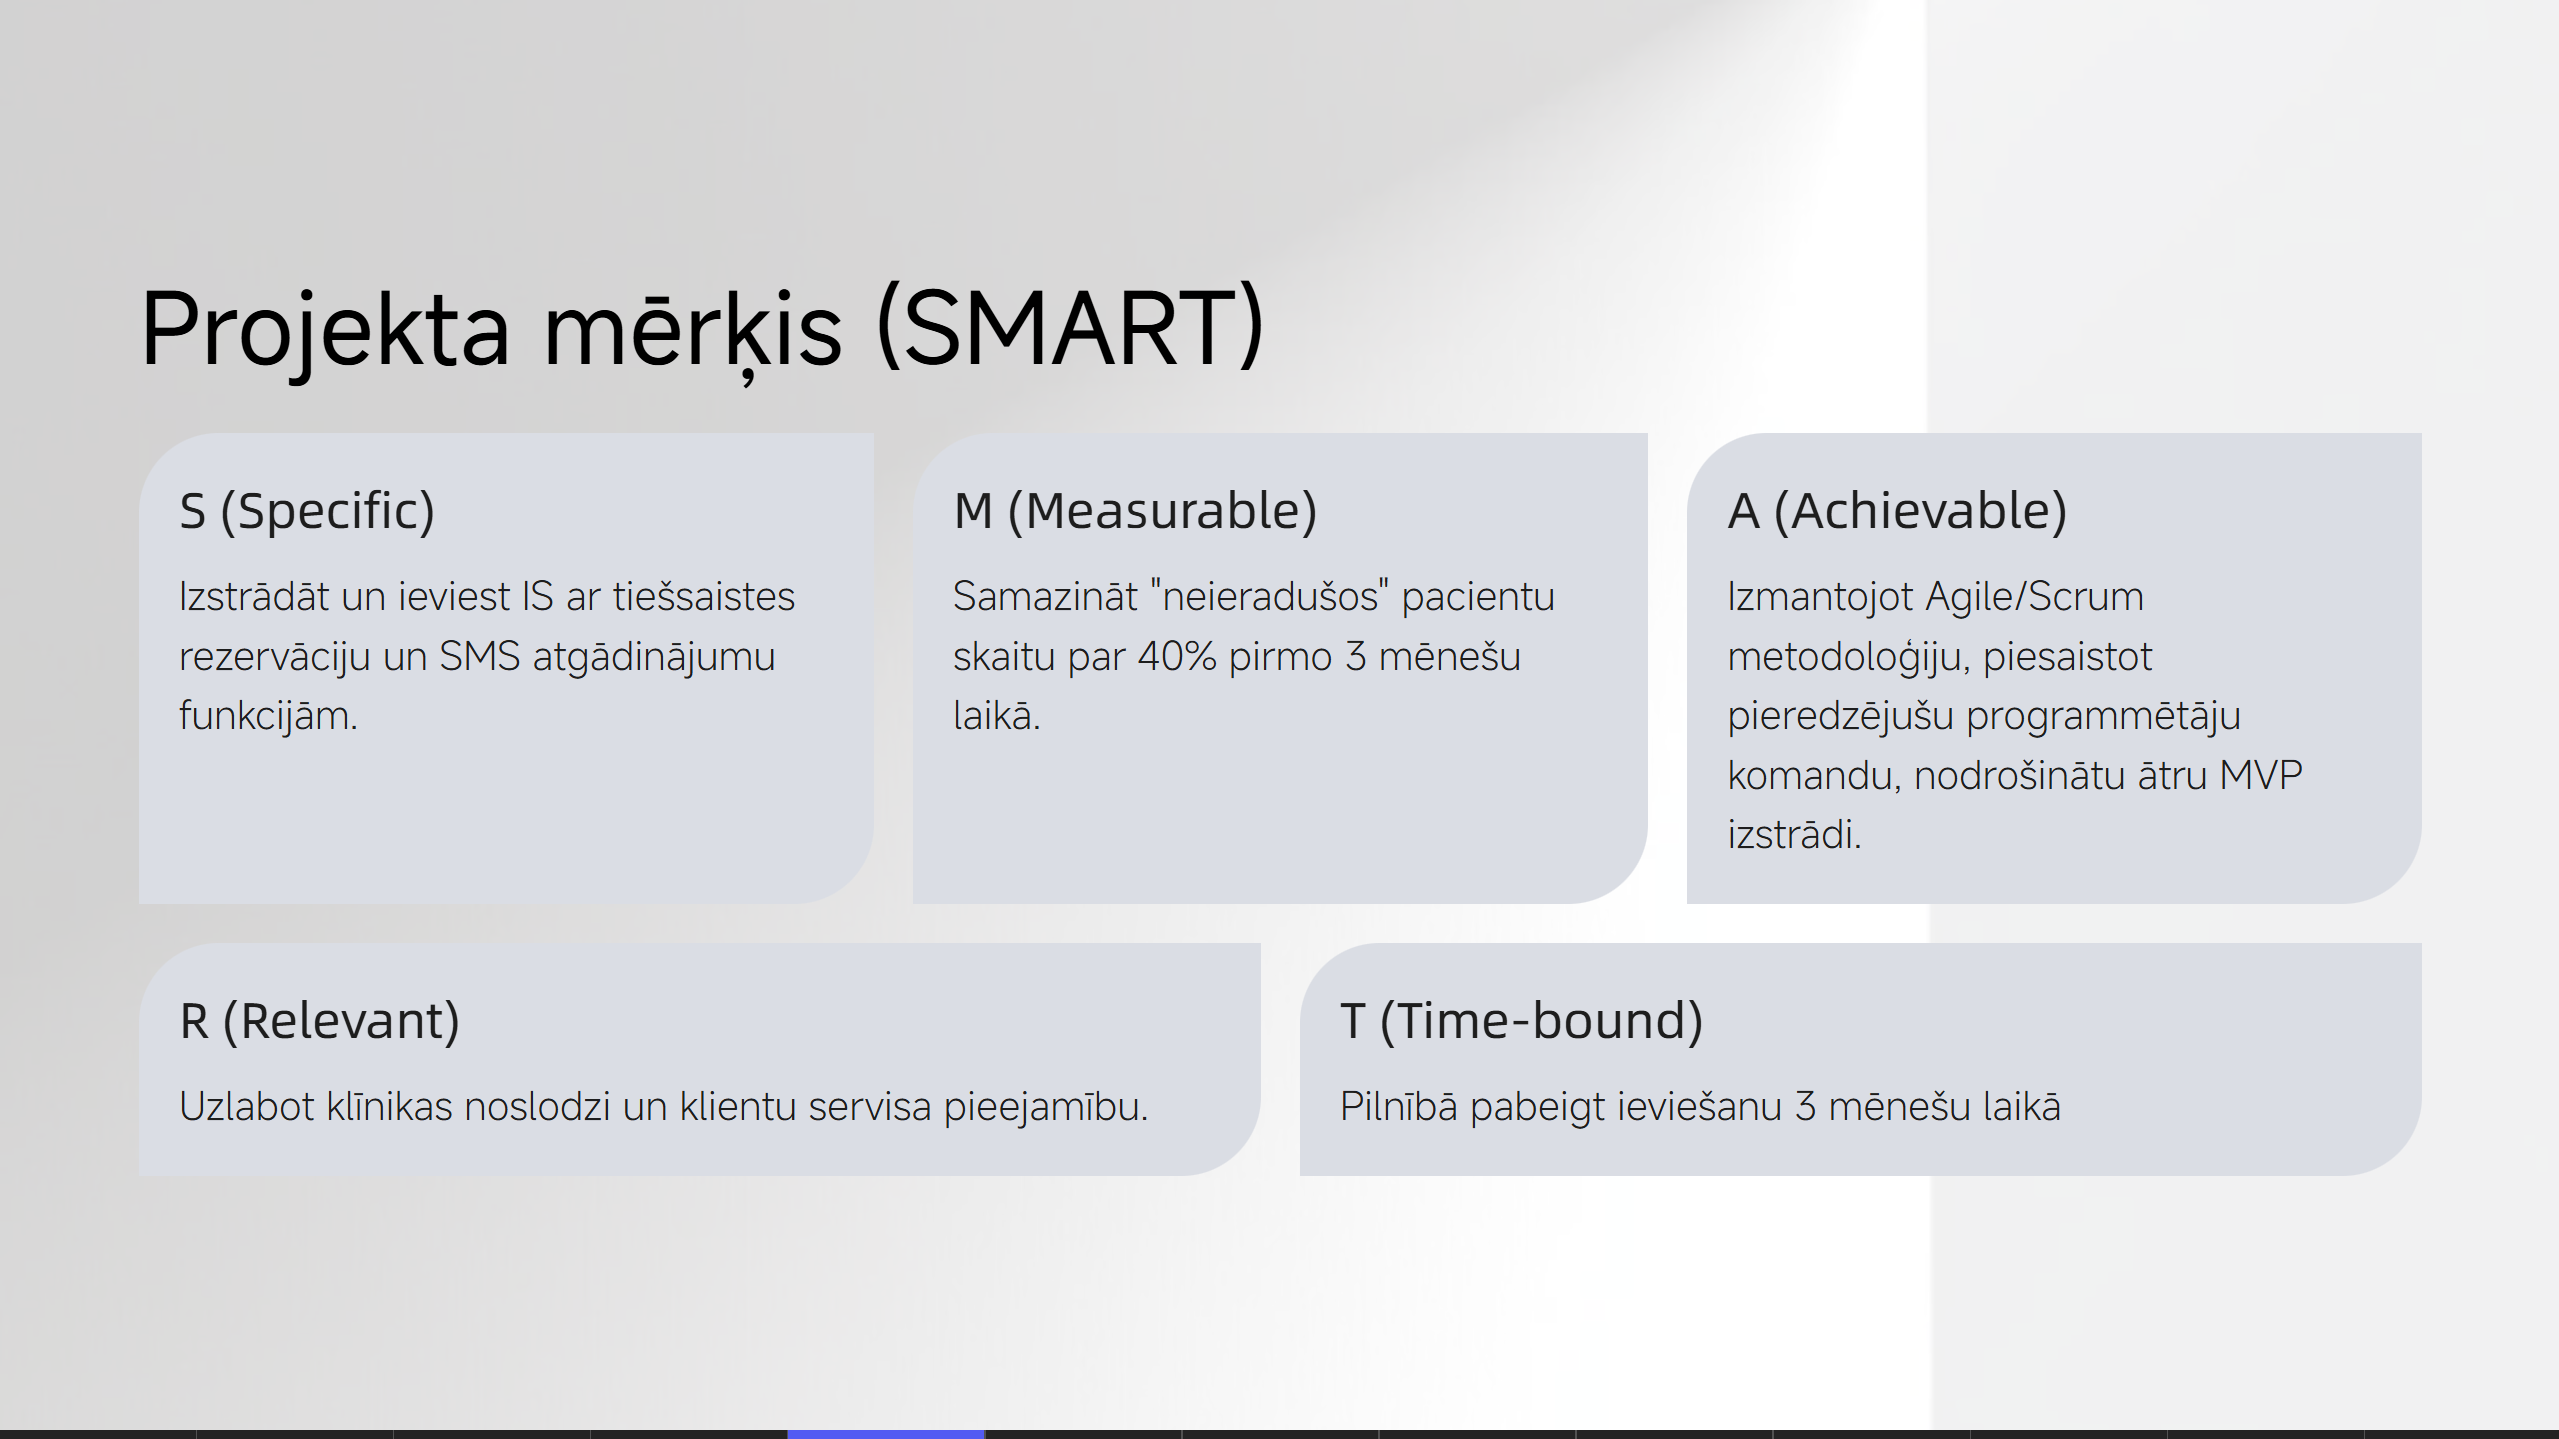 Projekta mērķis (SMART)
S (Specific)
Izstrādāt un ieviest IS ar tiešsaistes
rezervāciju un SMS atgādinājumu
funkcijām.
M (Measurable)
Samazināt "neieradušos" pacientu
skaitu par 40% pirmo 3 mēnešu
laikā.
A (Achievable)
Izmantojot Agile/Scrum
metodoloģiju, piesaistot
pieredzējušu programmētāju
komandu, nodrošinātu ātru MVP
izstrādi.
R (Relevant)
Uzlabot klīnikas noslodzi un klientu servisa pieejamību.
T (Time-bound)
Pilnībā pabeigt ieviešanu 3 mēnešu laikā